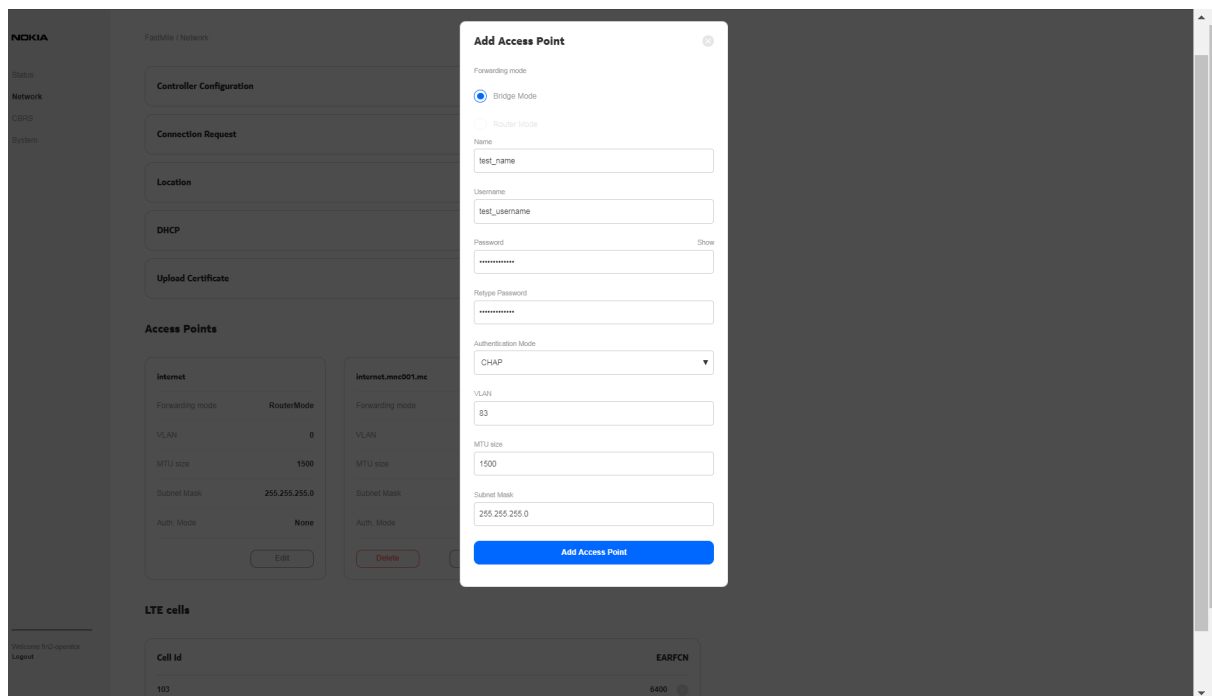 NOKIA
FastMile / Network
Status
Network
CBRS
System
Controller Configuration
Connection Request
Location
DHCP
Upload Certificate
Access Points
internet
Forwarding mode RouterMode
VLAN 0
MTU size 1500
Subnet Mask 255.255.255.0
Auth. Mode None
Edit
internet.mnc001.mc
Forwarding mode
VLAN
MTU size
Subnet Mask
Auth. Mode
Delete
LTE cells
Cell Id EARFCN
103 6400
Welcome fm2-operator
Logout
Add Access Point
Forwarding mode
Bridge Mode
Router Mode
Name
test_name
Username
test_username
Password Show
•••••••••••••
Retype Password
•••••••••••••
Authentication Mode
CHAP
VLAN
83
MTU size
1500
Subnet Mask
255.255.255.0
Add Access Point